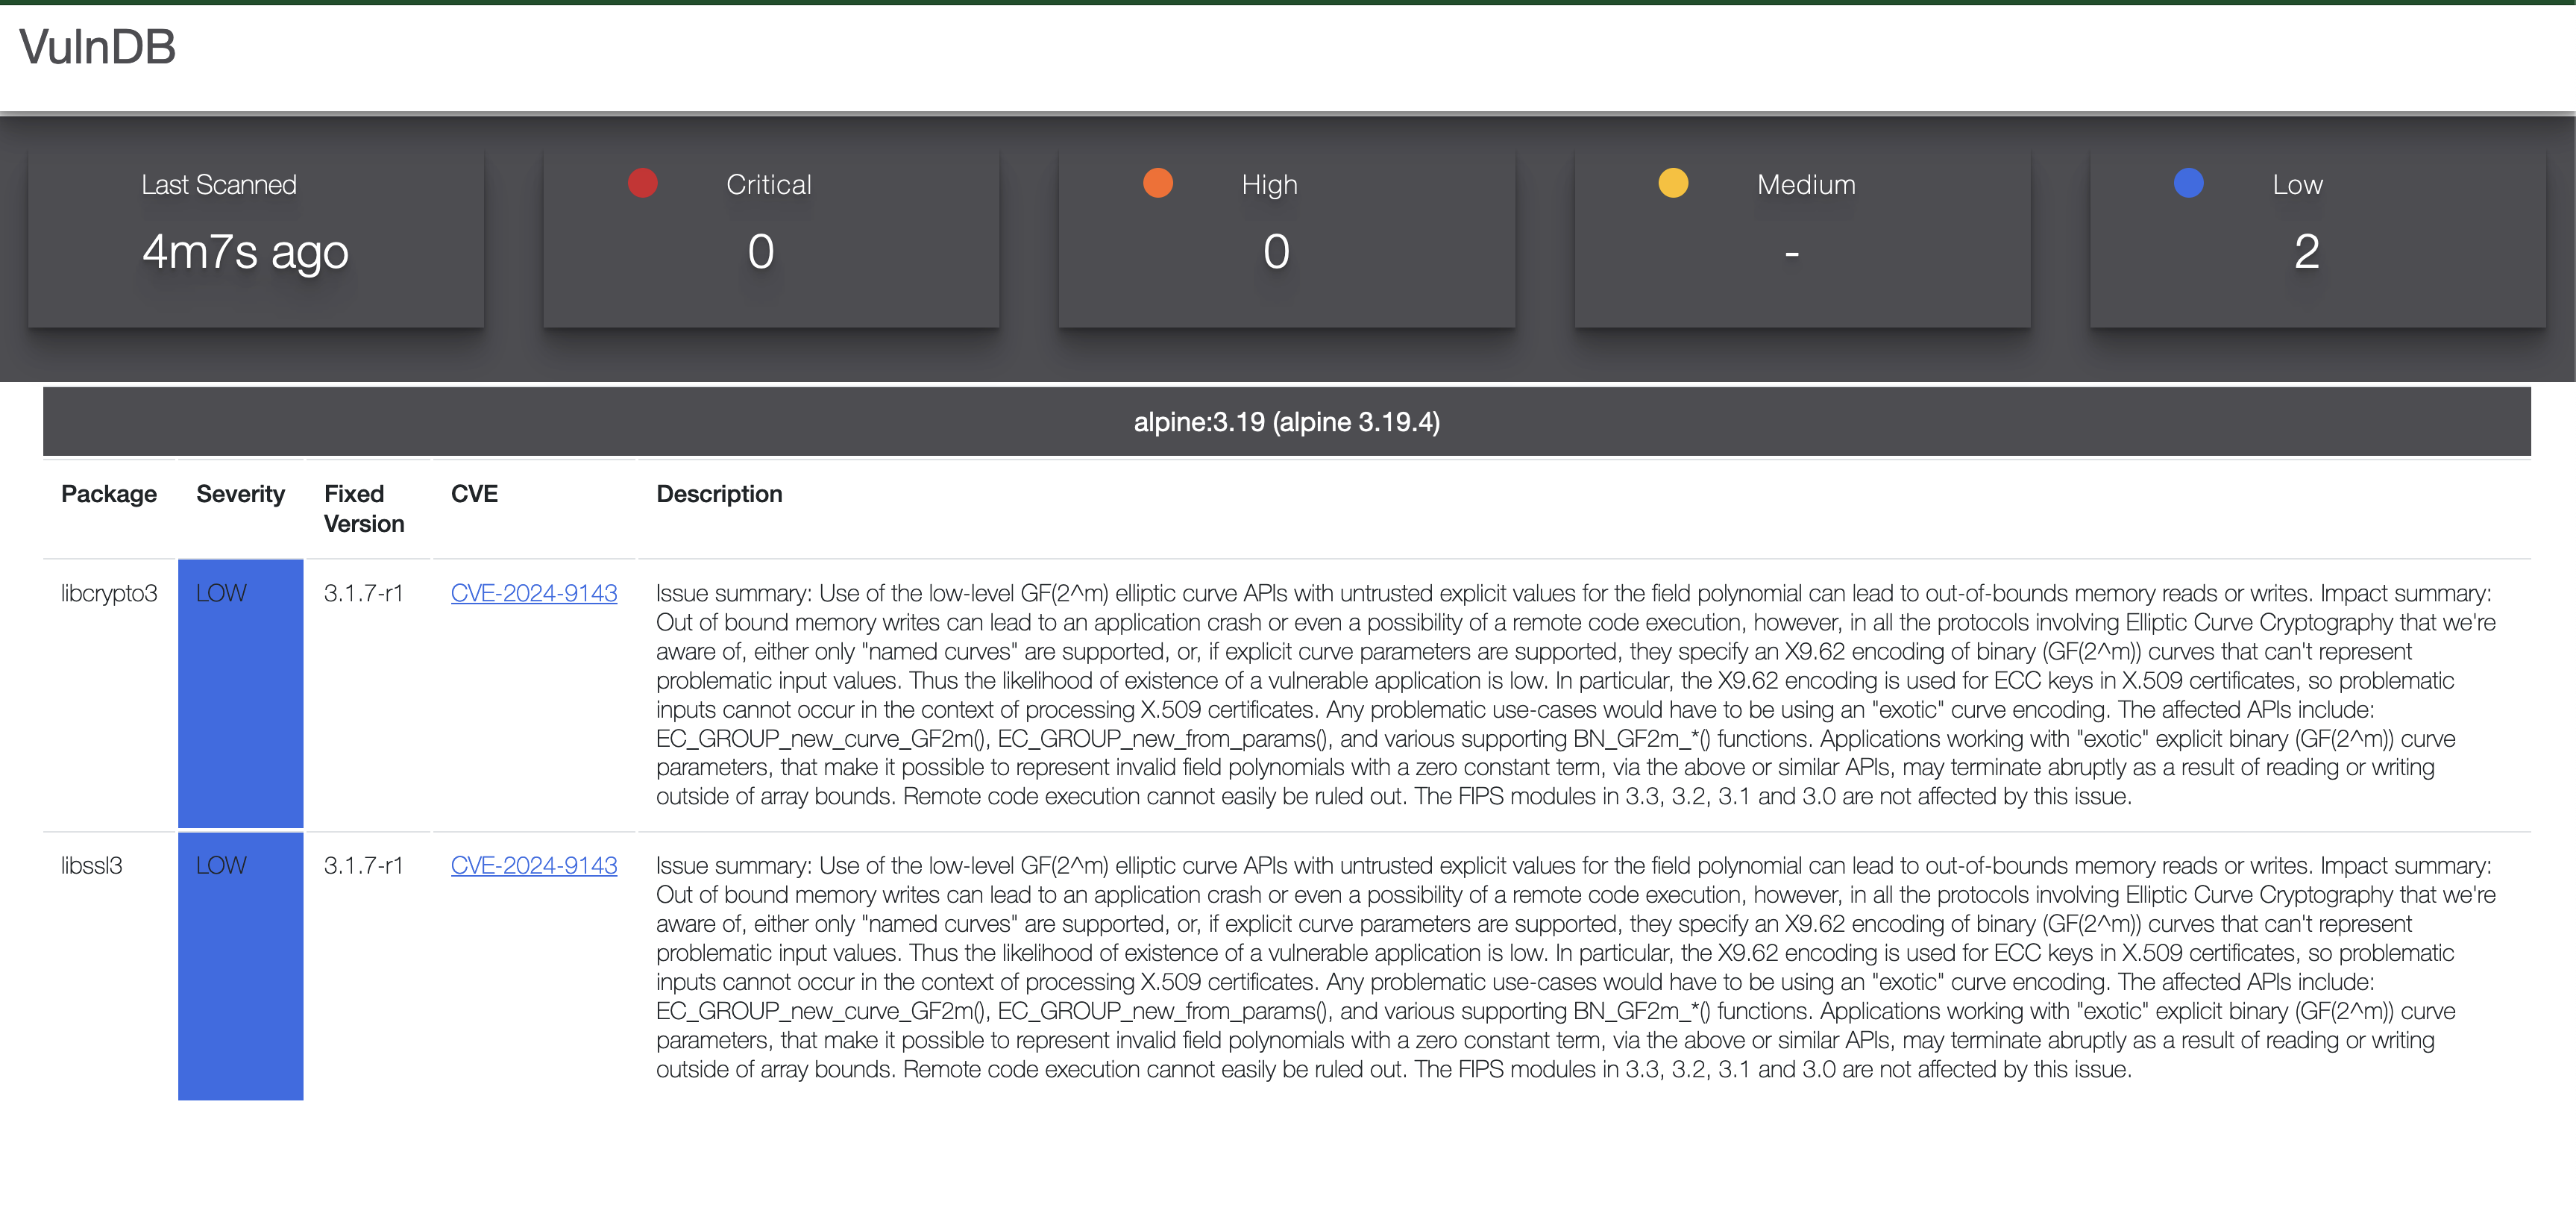 VulnDB
Last Scanned
4m7s ago
Critical
0
High
0
Medium
-
Low
2
alpine:3.19 (alpine 3.19.4)
Package Severity Fixed Version CVE Description
libcrypto3 LOW 3.1.7-r1 CVE-2024-9143 Issue summary: Use of the low-level GF(2^m) elliptic curve APIs with untrusted explicit values for the field polynomial can lead to out-of-bounds memory reads or writes. Impact summary:
Out of bound memory writes can lead to an application crash or even a possibility of a remote code execution, however, in all the protocols involving Elliptic Curve Cryptography that we're
aware of, either only "named curves" are supported, or, if explicit curve parameters are supported, they specify an X9.62 encoding of binary (GF(2^m)) curves that can't represent
problematic input values. Thus the likelihood of existence of a vulnerable application is low. In particular, the X9.62 encoding is used for ECC keys in X.509 certificates, so problematic
inputs cannot occur in the context of processing X.509 certificates. Any problematic use-cases would have to be using an "exotic" curve encoding. The affected APIs include:
EC_GROUP_new_curve_GF2m(), EC_GROUP_new_from_params(), and various supporting BN_GF2m_*() functions. Applications working with "exotic" explicit binary (GF(2^m)) curve
parameters, that make it possible to represent invalid field polynomials with a zero constant term, via the above or similar APIs, may terminate abruptly as a result of reading or writing
outside of array bounds. Remote code execution cannot easily be ruled out. The FIPS modules in 3.3, 3.2, 3.1 and 3.0 are not affected by this issue.
libssl3 LOW 3.1.7-r1 CVE-2024-9143 Issue summary: Use of the low-level GF(2^m) elliptic curve APIs with untrusted explicit values for the field polynomial can lead to out-of-bounds memory reads or writes. Impact summary:
Out of bound memory writes can lead to an application crash or even a possibility of a remote code execution, however, in all the protocols involving Elliptic Curve Cryptography that we're
aware of, either only "named curves" are supported, or, if explicit curve parameters are supported, they specify an X9.62 encoding of binary (GF(2^m)) curves that can't represent
problematic input values. Thus the likelihood of existence of a vulnerable application is low. In particular, the X9.62 encoding is used for ECC keys in X.509 certificates, so problematic
inputs cannot occur in the context of processing X.509 certificates. Any problematic use-cases would have to be using an "exotic" curve encoding. The affected APIs include:
EC_GROUP_new_curve_GF2m(), EC_GROUP_new_from_params(), and various supporting BN_GF2m_*() functions. Applications working with "exotic" explicit binary (GF(2^m)) curve
parameters, that make it possible to represent invalid field polynomials with a zero constant term, via the above or similar APIs, may terminate abruptly as a result of reading or writing
outside of array bounds. Remote code execution cannot easily be ruled out. The FIPS modules in 3.3, 3.2, 3.1 and 3.0 are not affected by this issue.